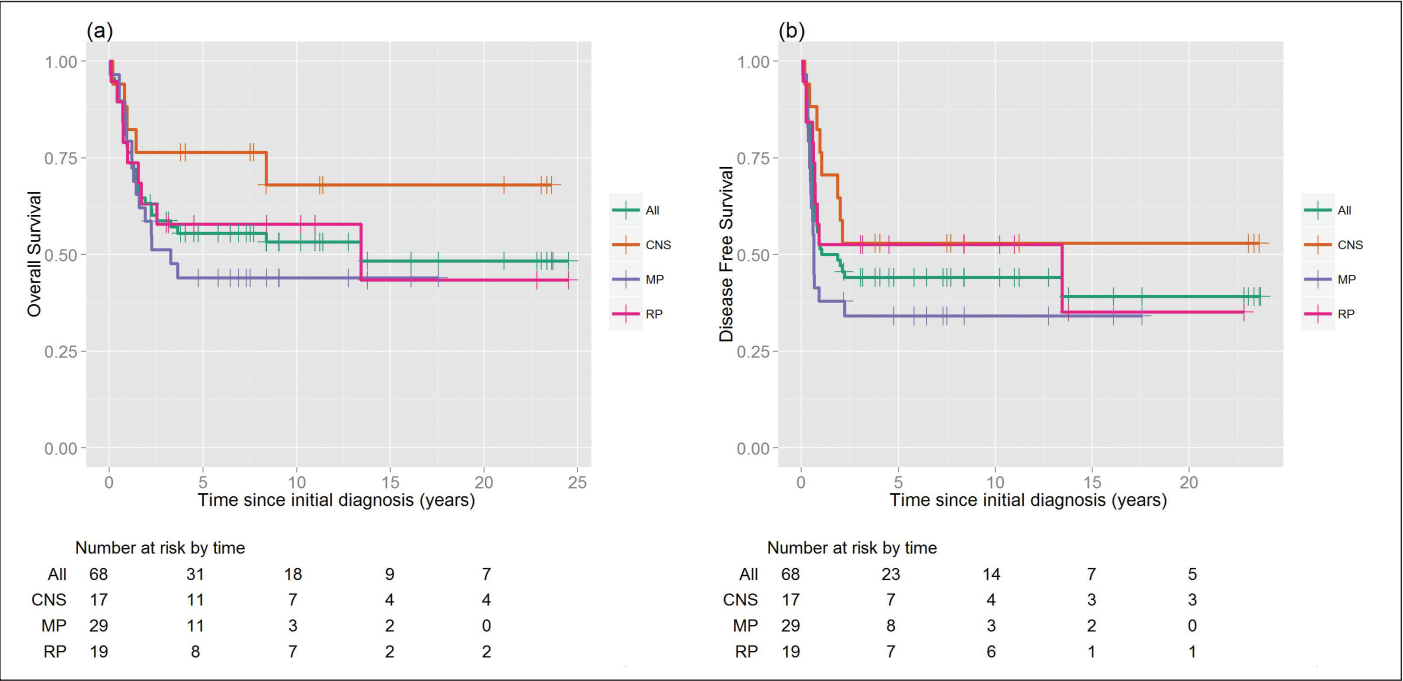 (a)
Overall Survival
1.00
0.75
0.50
0.25
0.00
0 5 10 15 20 25
Time since initial diagnosis (years)
All
CNS
MP
RP
Number at risk by time
All 68 31 18 9 7
CNS 17 11 7 4 4
MP 29 11 3 2 0
RP 19 8 7 2 2
(b)
Disease Free Survival
1.00
0.75
0.50
0.25
0.00
0 5 10 15 20
Time since initial diagnosis (years)
All
CNS
MP
RP
Number at risk by time
All 68 23 14 7 5
CNS 17 7 4 3 3
MP 29 8 3 2 0
RP 19 7 6 1 1